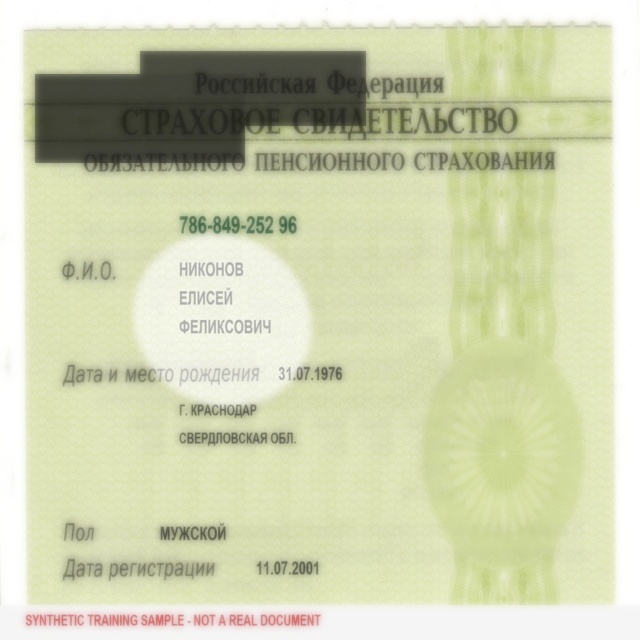 Российская Федерация
СТРАХОВОЕ СВИДЕТЕЛЬСТВО
ОБЯЗАТЕЛЬНОГО ПЕНСИОННОГО СТРАХОВАНИЯ
786-849-252 96
Ф.И.О. НИКОНОВ
ЕЛИСЕЙ
ФЕЛИКСОВИЧ
Дата и место рождения 31.07.1976
Г. КРАСНОДАР
СВЕРДЛОВСКАЯ ОБЛ.
Пол МУЖСКОЙ
Дата регистрации 11.07.2001
SYNTHETIC TRAINING SAMPLE - NOT A REAL DOCUMENT